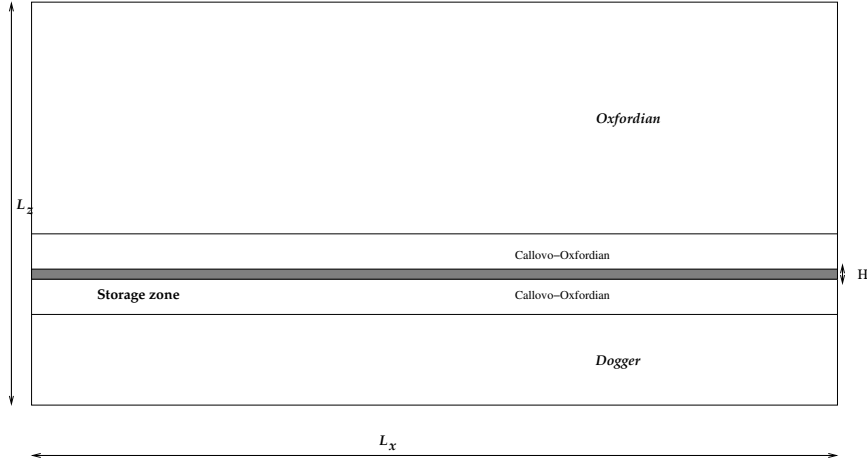 Oxfordian
L_z
Callovo–Oxfordian
H
Storage zone
Callovo–Oxfordian
Dogger
L_x